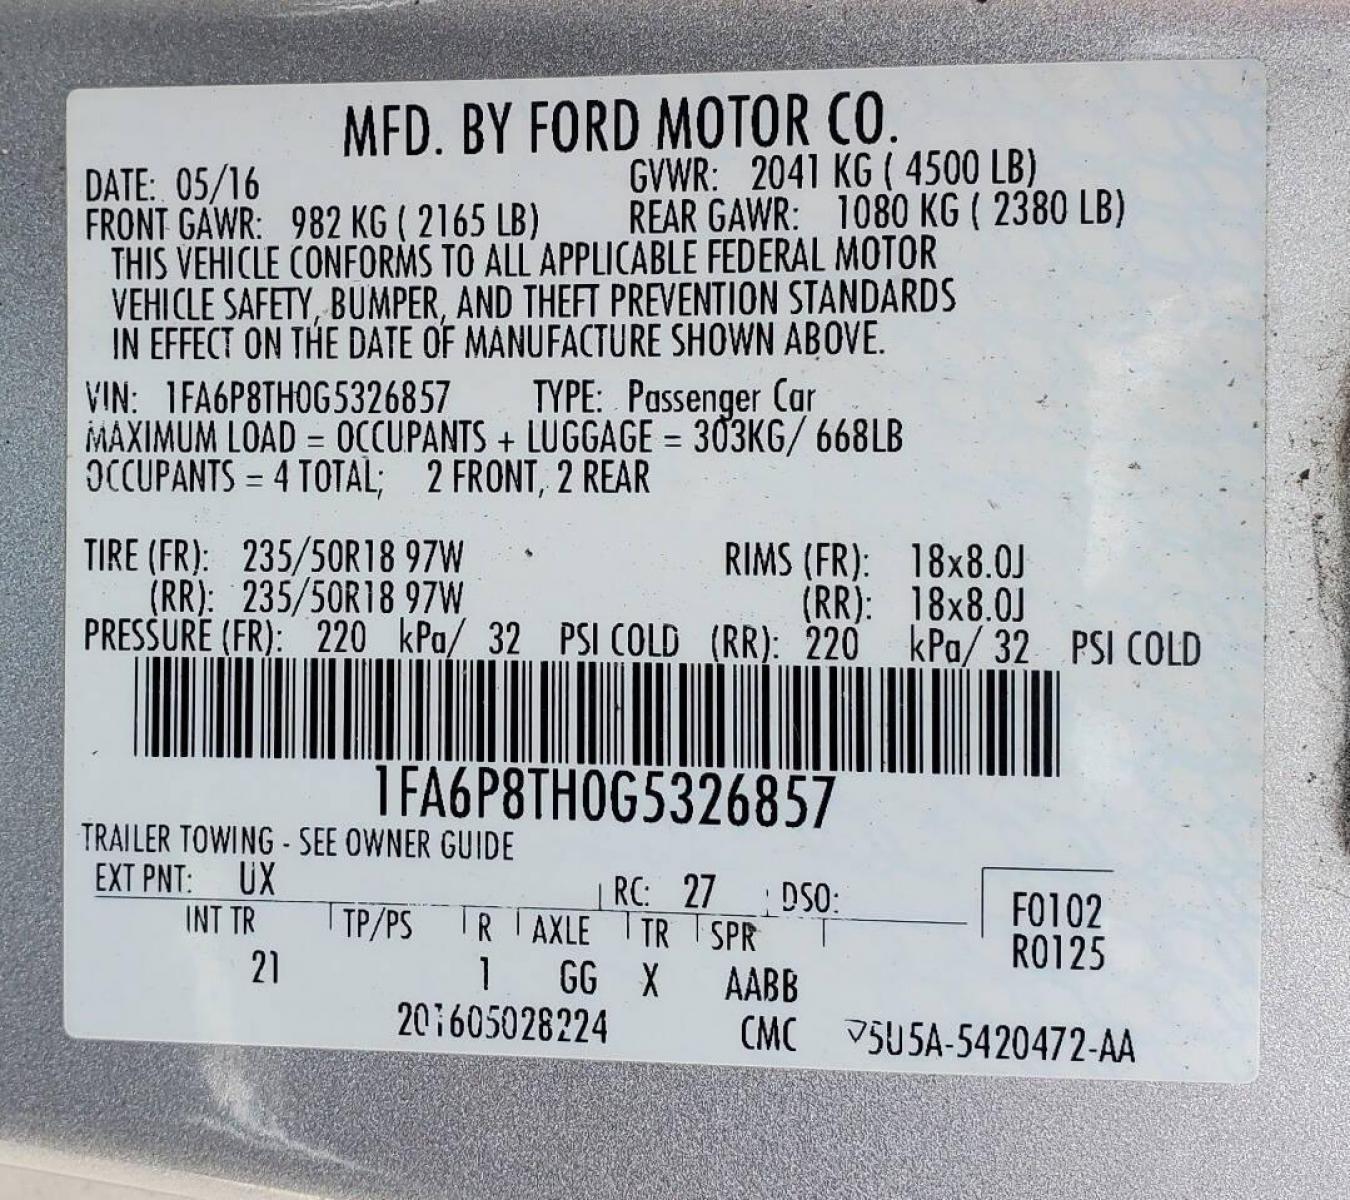 MFD. BY FORD MOTOR CO.
DATE: 05/16 GVWR: 2041 KG ( 4500 LB)
FRONT GAWR: 982 KG ( 2165 LB) REAR GAWR: 1080 KG ( 2380 LB)
THIS VEHICLE CONFORMS TO ALL APPLICABLE FEDERAL MOTOR
VEHICLE SAFETY, BUMPER, AND THEFT PREVENTION STANDARDS
IN EFFECT ON THE DATE OF MANUFACTURE SHOWN ABOVE.
VIN: 1FA6P8TH0G5326857 TYPE: Passenger Car
MAXIMUM LOAD = OCCUPANTS + LUGGAGE = 303KG/ 668LB
OCCUPANTS = 4 TOTAL; 2 FRONT, 2 REAR
TIRE (FR): 235/50R18 97W RIMS (FR): 18x8.0J
(RR): 235/50R18 97W (RR): 18x8.0J
PRESSURE (FR): 220 kPa/ 32 PSI COLD (RR): 220 kPa/ 32 PSI COLD
1FA6P8TH0G5326857
TRAILER TOWING - SEE OWNER GUIDE
EXT PNT: UX RC: 27 DSO: F0102
INT TR TP/PS R AXLE TR SPR R0125
21 1 GG X AABB
201605028224 CMC ▽5U5A-5420472-AA